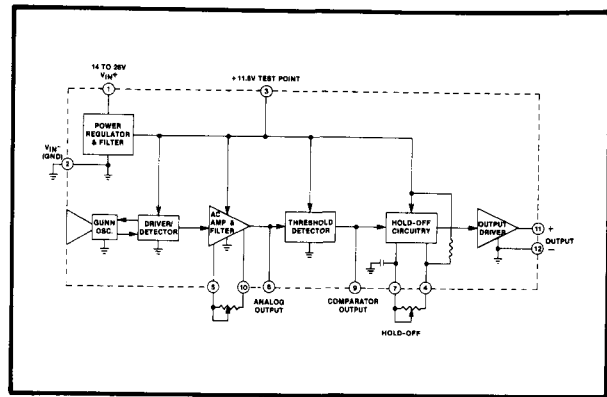 14 TO 26V
VIN+
1
+11.8V TEST POINT
3
POWER
REGULATOR
& FILTER
VIN-
(GND)
2
GUNN
OSC.
DRIVER/
DETECTOR
AC
AMP &
FILTER
THRESHOLD
DETECTOR
HOLD-OFF
CIRCUITRY
OUTPUT
DRIVER
11
+
OUTPUT
12
−
5
10
8
9
7
4
ANALOG
OUTPUT
COMPARATOR
OUTPUT
HOLD-OFF